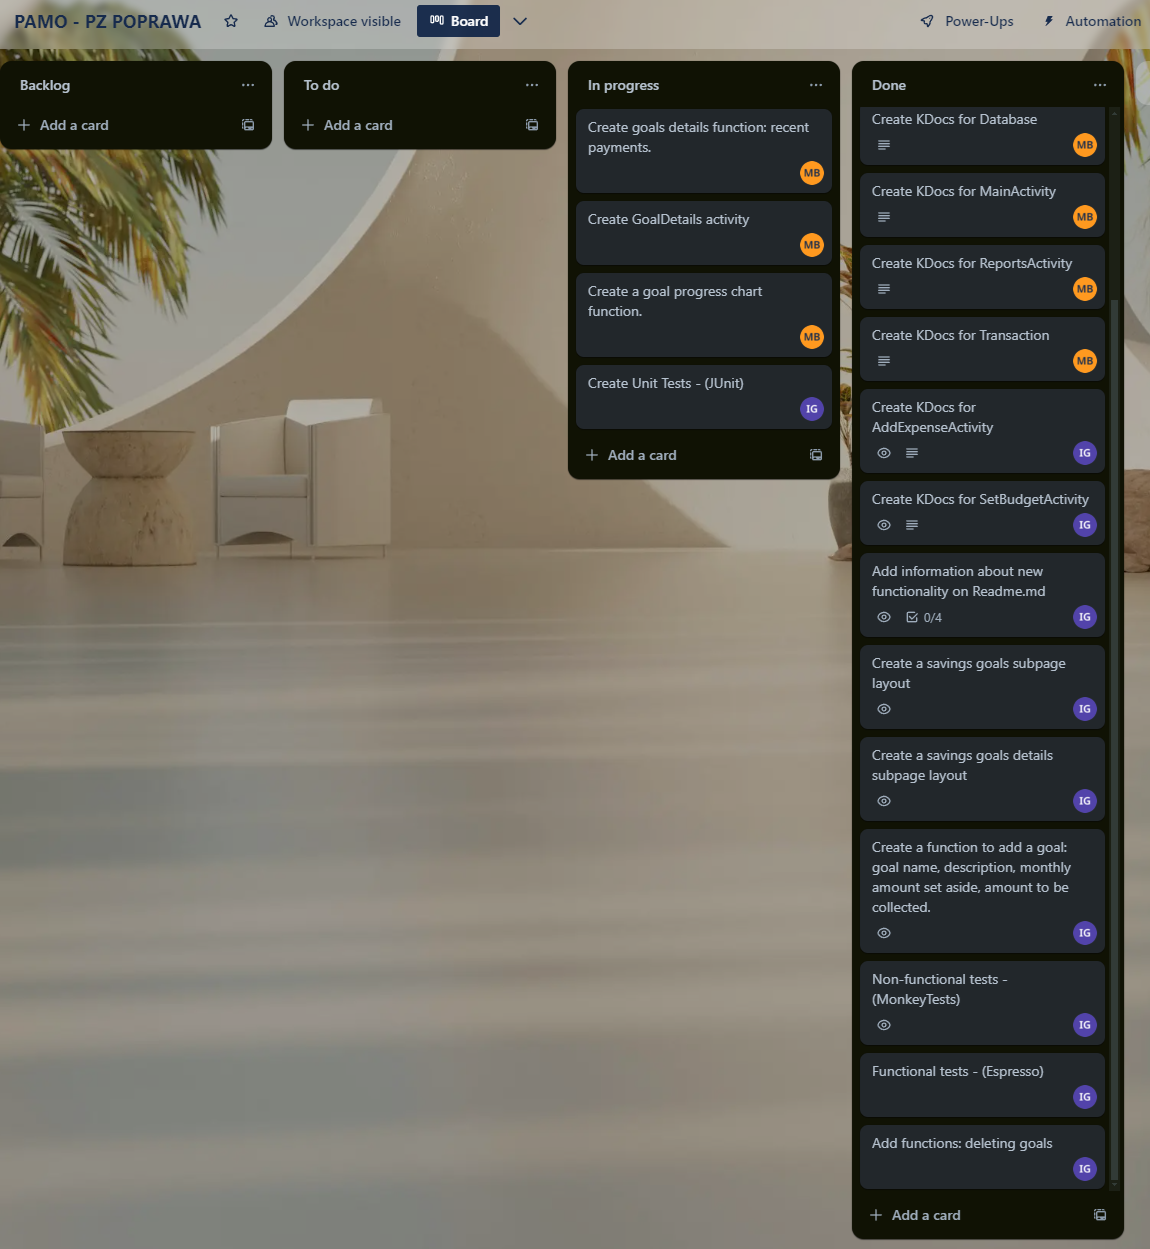 PAMO - PZ POPRAWA
Workspace visible
Board
Power-Ups
Automation
Backlog
Add a card
To do
Add a card
In progress
Create goals details function: recent
payments.
MB
Create GoalDetails activity
MB
Create a goal progress chart
function.
MB
Create Unit Tests - (JUnit)
IG
Add a card
Done
Create KDocs for Database
MB
Create KDocs for MainActivity
MB
Create KDocs for ReportsActivity
MB
Create KDocs for Transaction
MB
Create KDocs for
AddExpenseActivity
IG
Create KDocs for SetBudgetActivity
IG
Add information about new
functionality on Readme.md
0/4
IG
Create a savings goals subpage
layout
IG
Create a savings goals details
subpage layout
IG
Create a function to add a goal:
goal name, description, monthly
amount set aside, amount to be
collected.
IG
Non-functional tests -
(MonkeyTests)
IG
Functional tests - (Espresso)
IG
Add functions: deleting goals
IG
Add a card